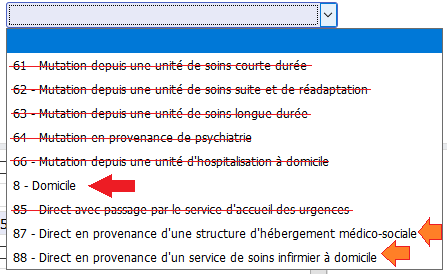 61 - Mutation depuis une unité de soins courte durée
62 - Mutation depuis une unité de soins suite et de réadaptation
63 - Mutation depuis une unité de soins longue durée
64 - Mutation en provenance de psychiatrie
66 - Mutation depuis une unité d'hospitalisation à domicile
8 - Domicile
85 - Direct avec passage par le service d'accueil des urgences
87 - Direct en provenance d'une structure d'hébergement médico-sociale
88 - Direct en provenance d'un service de soins infirmier à domicile
5